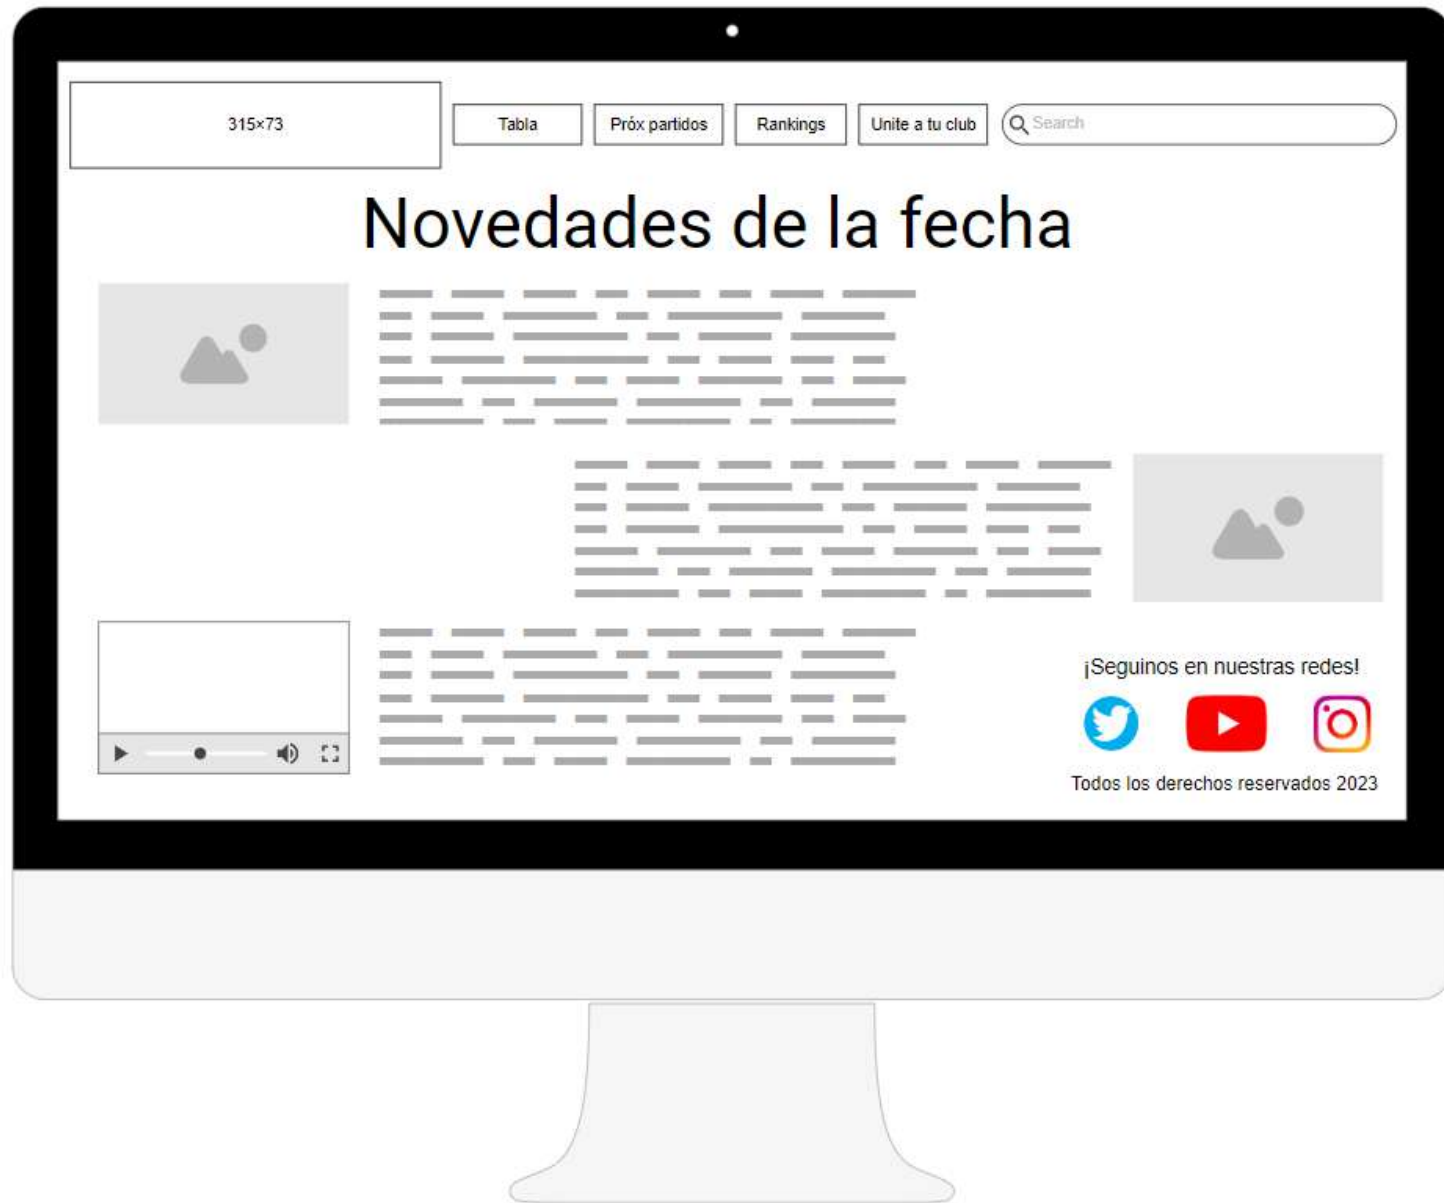 315×73
Tabla
Próx partidos
Rankings
Unite a tu club
Search
Novedades de la fecha
¡Seguinos en nuestras redes!
Todos los derechos reservados 2023